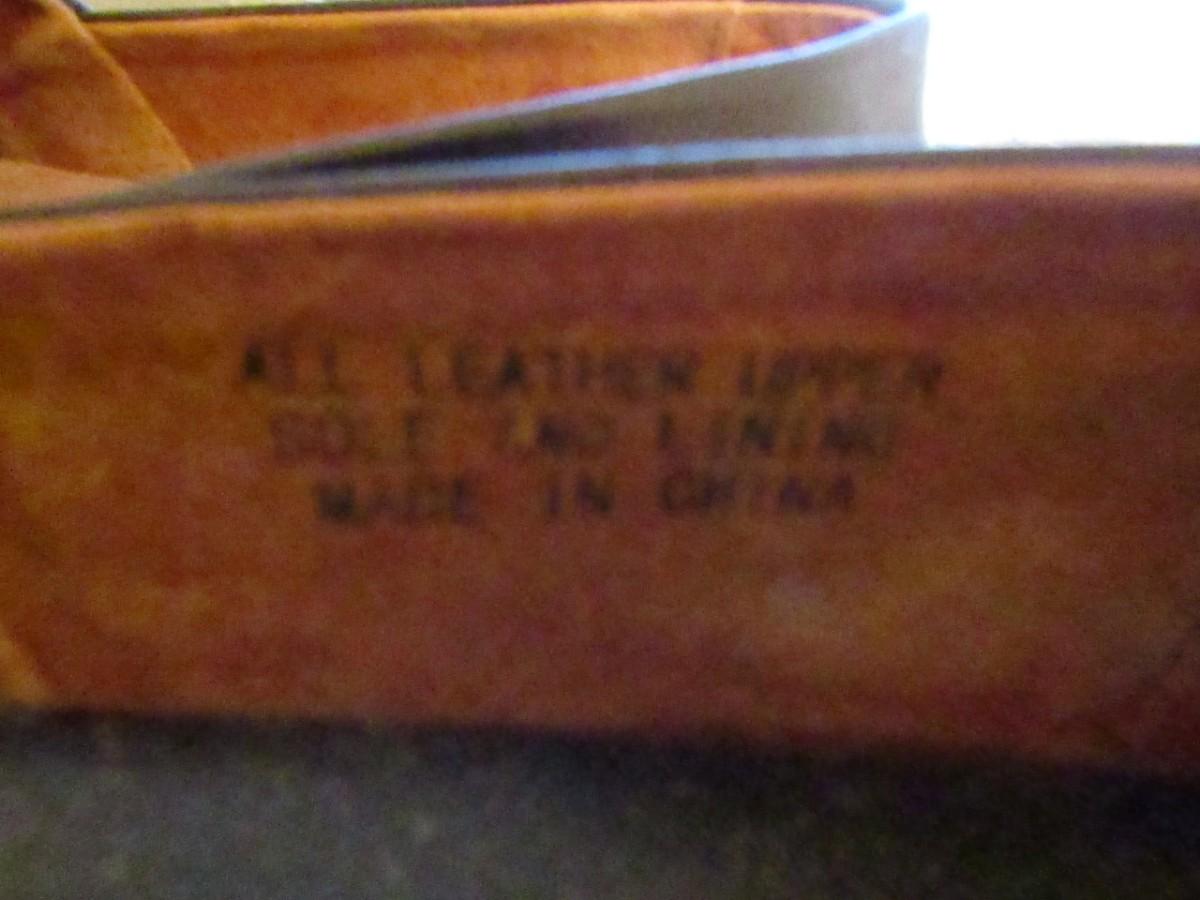 ALL LEATHER UPPER
SOLE AND LINING
MADE IN CHINA